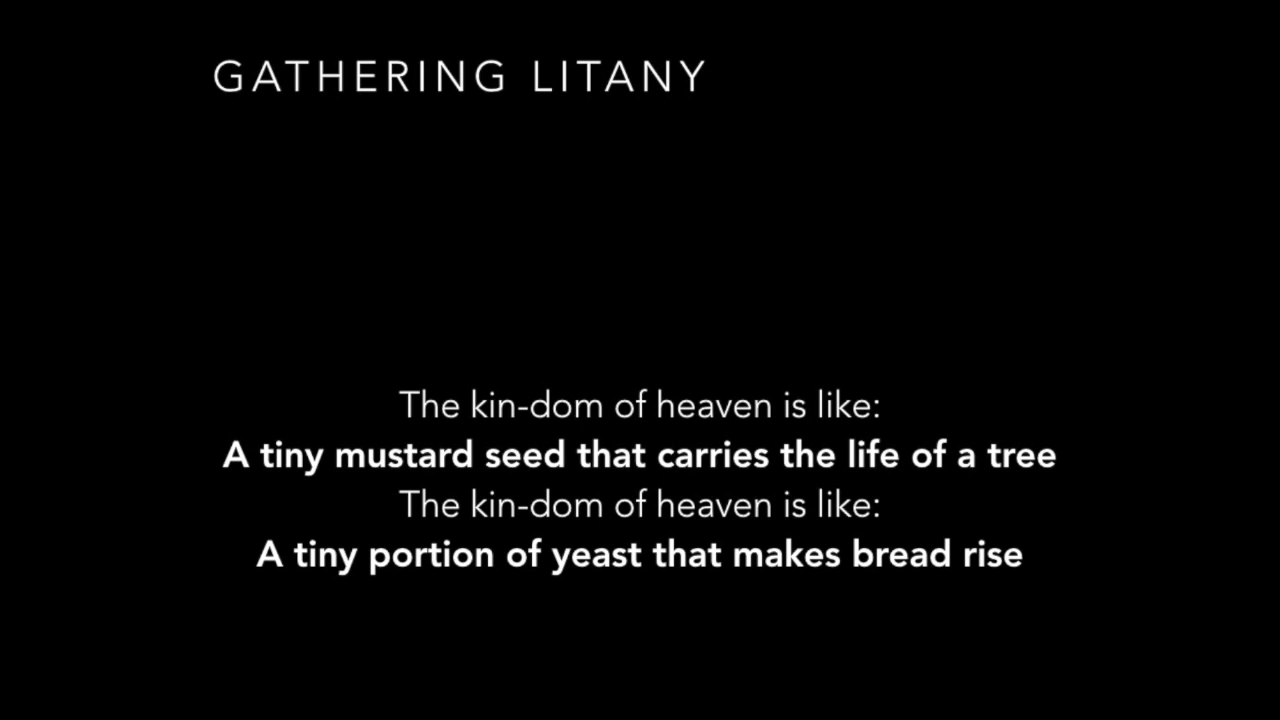 GATHERING LITANY
The kin-dom of heaven is like:
A tiny mustard seed that carries the life of a tree
The kin-dom of heaven is like:
A tiny portion of yeast that makes bread rise